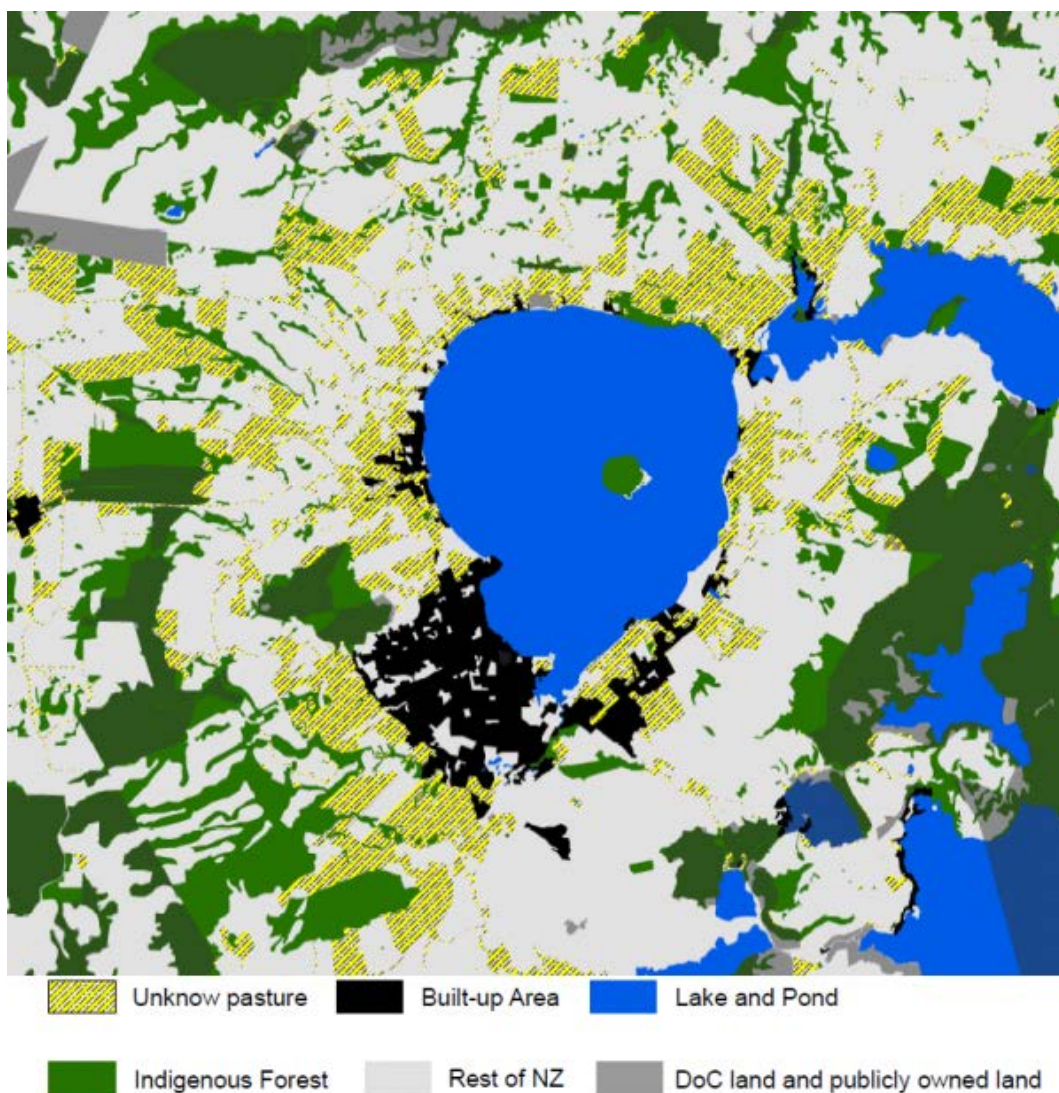 Unknow pasture Built-up Area Lake and Pond
Indigenous Forest Rest of NZ DoC land and publicly owned land